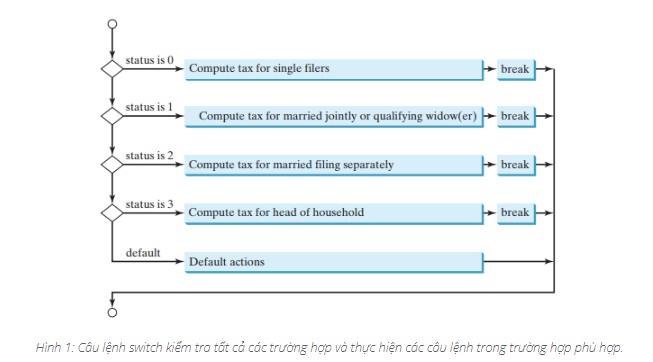 status is 0
Compute tax for single filers
break
status is 1
Compute tax for married jointly or qualifying widow(er)
break
status is 2
Compute tax for married filing separately
break
status is 3
Compute tax for head of household
break
default
Default actions
Hình 1: Câu lệnh switch kiểm tra tất cả các trường hợp và thực hiện các câu lệnh trong trường hợp phù hợp.